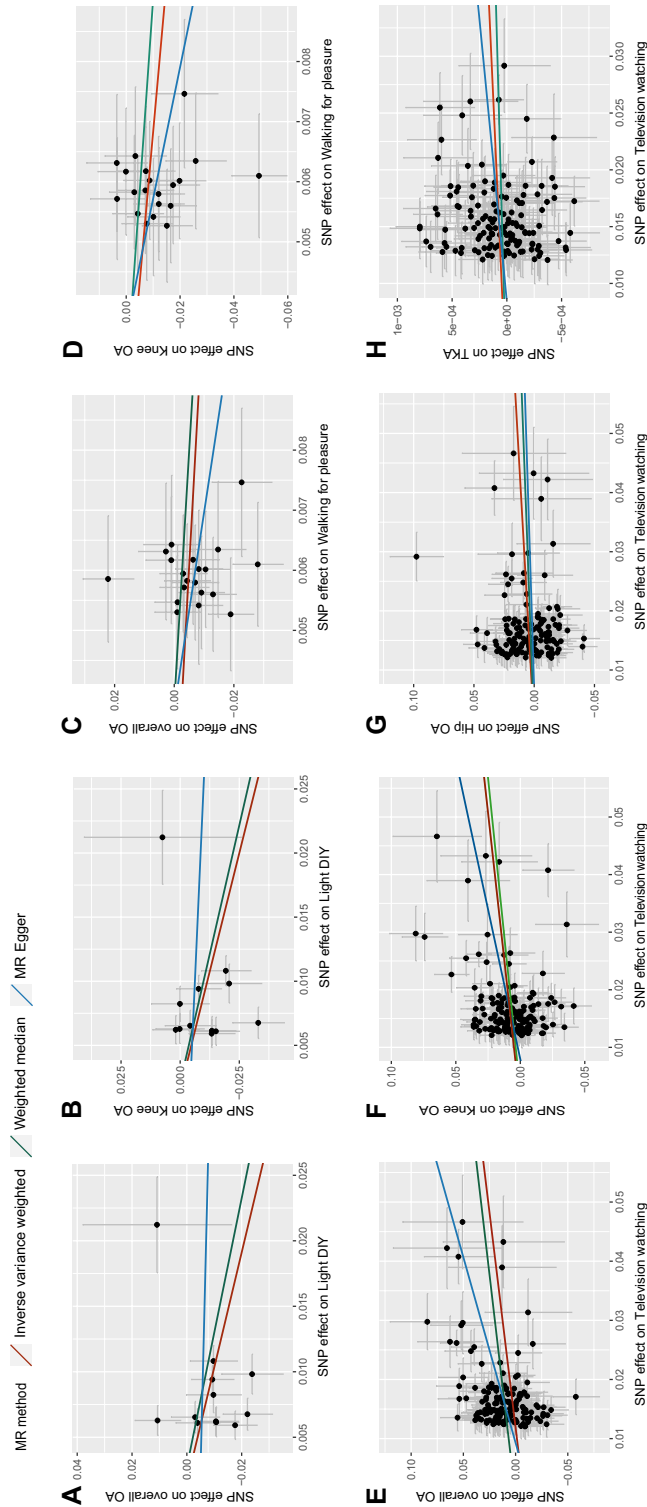 MR method Inverse variance weighted Weighted median MR Egger
A
SNP effect on overall OA
0.04
0.02
0.00
−0.02
0.005
0.010
0.015
0.020
0.025
SNP effect on Light DIY
B
SNP effect on Knee OA
0.025
0.000
−0.025
0.005
0.010
0.015
0.020
0.025
SNP effect on Light DIY
C
SNP effect on overall OA
0.02
0.00
−0.02
0.005
0.006
0.007
0.008
SNP effect on Walking for pleasure
D
SNP effect on Knee OA
0.00
−0.02
−0.04
−0.06
0.005
0.006
0.007
0.008
SNP effect on Walking for pleasure
E
SNP effect on overall OA
0.05
0.00
−0.05
0.01
0.02
0.03
0.04
0.05
SNP effect on Television watching
F
SNP effect on Knee OA
0.10
0.05
0.00
−0.05
0.01
0.02
0.03
0.04
0.05
SNP effect on Television watching
G
SNP effect on Hip OA
0.10
0.05
0.00
−0.05
0.01
0.02
0.03
0.04
0.05
SNP effect on Television watching
H
SNP effect on TKA
1e−03
5e−04
0e+00
−5e−04
0.010
0.015
0.020
0.025
0.030
SNP effect on Television watching